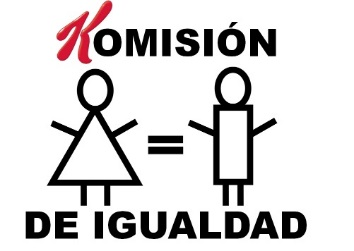 KOMISIÓN
=
DE IGUALDAD